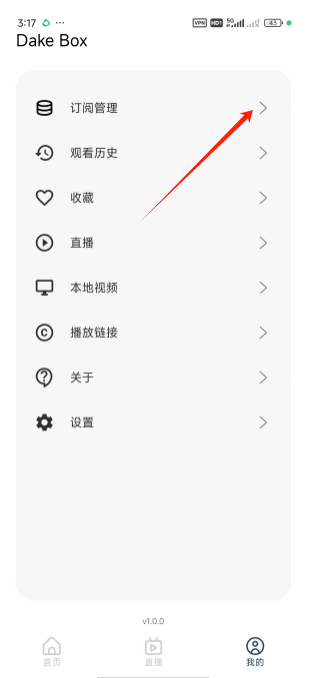 3:17 VPN HD1 5G 43
Dake Box
订阅管理
观看历史
收藏
直播
本地视频
播放链接
关于
设置
v1.0.0
首页 直播 我的